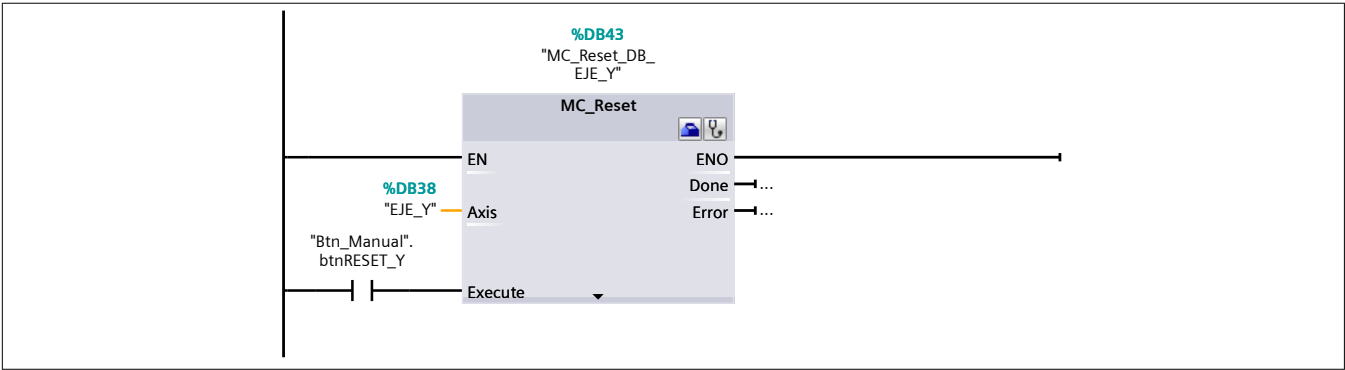 %DB43
"MC_Reset_DB_
EJE_Y"
MC_Reset
EN
ENO
%DB38
Done
...
"EJE_Y"
Axis
Error
...
"Btn_Manual".
btnRESET_Y
Execute